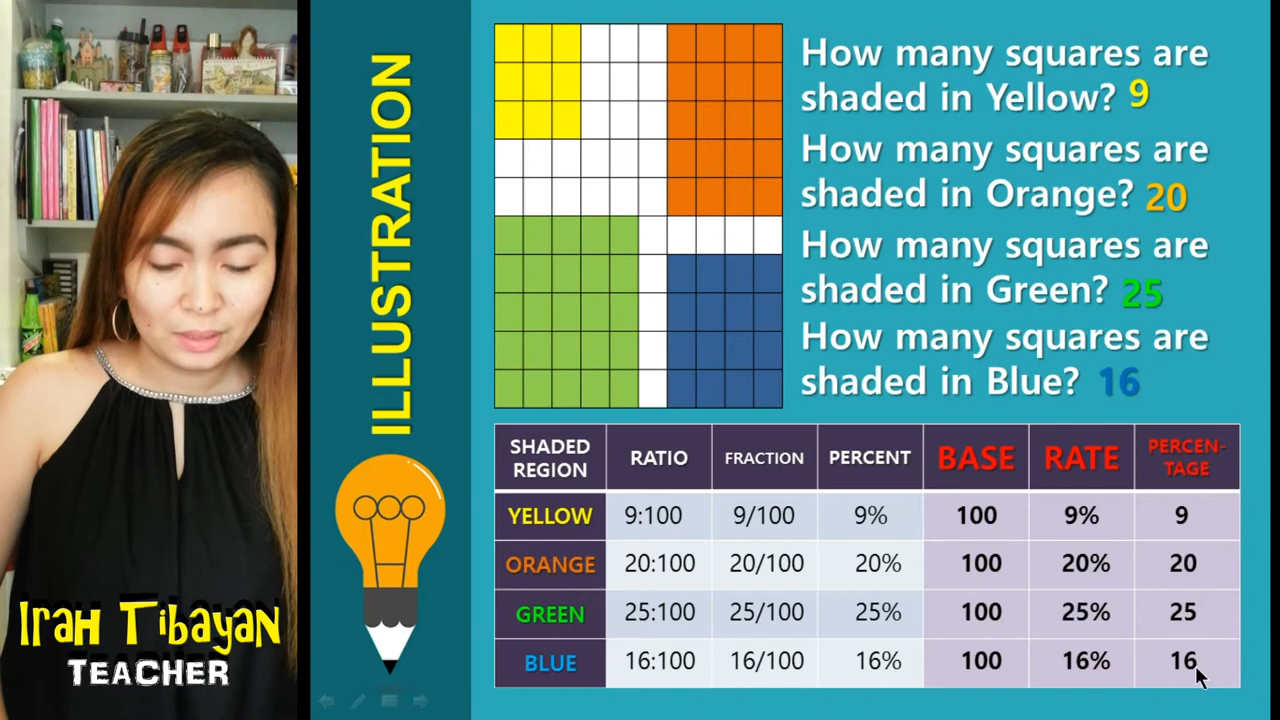 ILLUSTRATION
How many squares are
shaded in Yellow? 9
How many squares are
shaded in Orange? 20
How many squares are
shaded in Green? 25
How many squares are
shaded in Blue? 16
SHADED REGION RATIO FRACTION PERCENT BASE RATE PERCEN-TAGE
YELLOW 9:100 9/100 9% 100 9% 9
ORANGE 20:100 20/100 20% 100 20% 20
GREEN 25:100 25/100 25% 100 25% 25
BLUE 16:100 16/100 16% 100 16% 16
Irah Tibayan
TEACHER